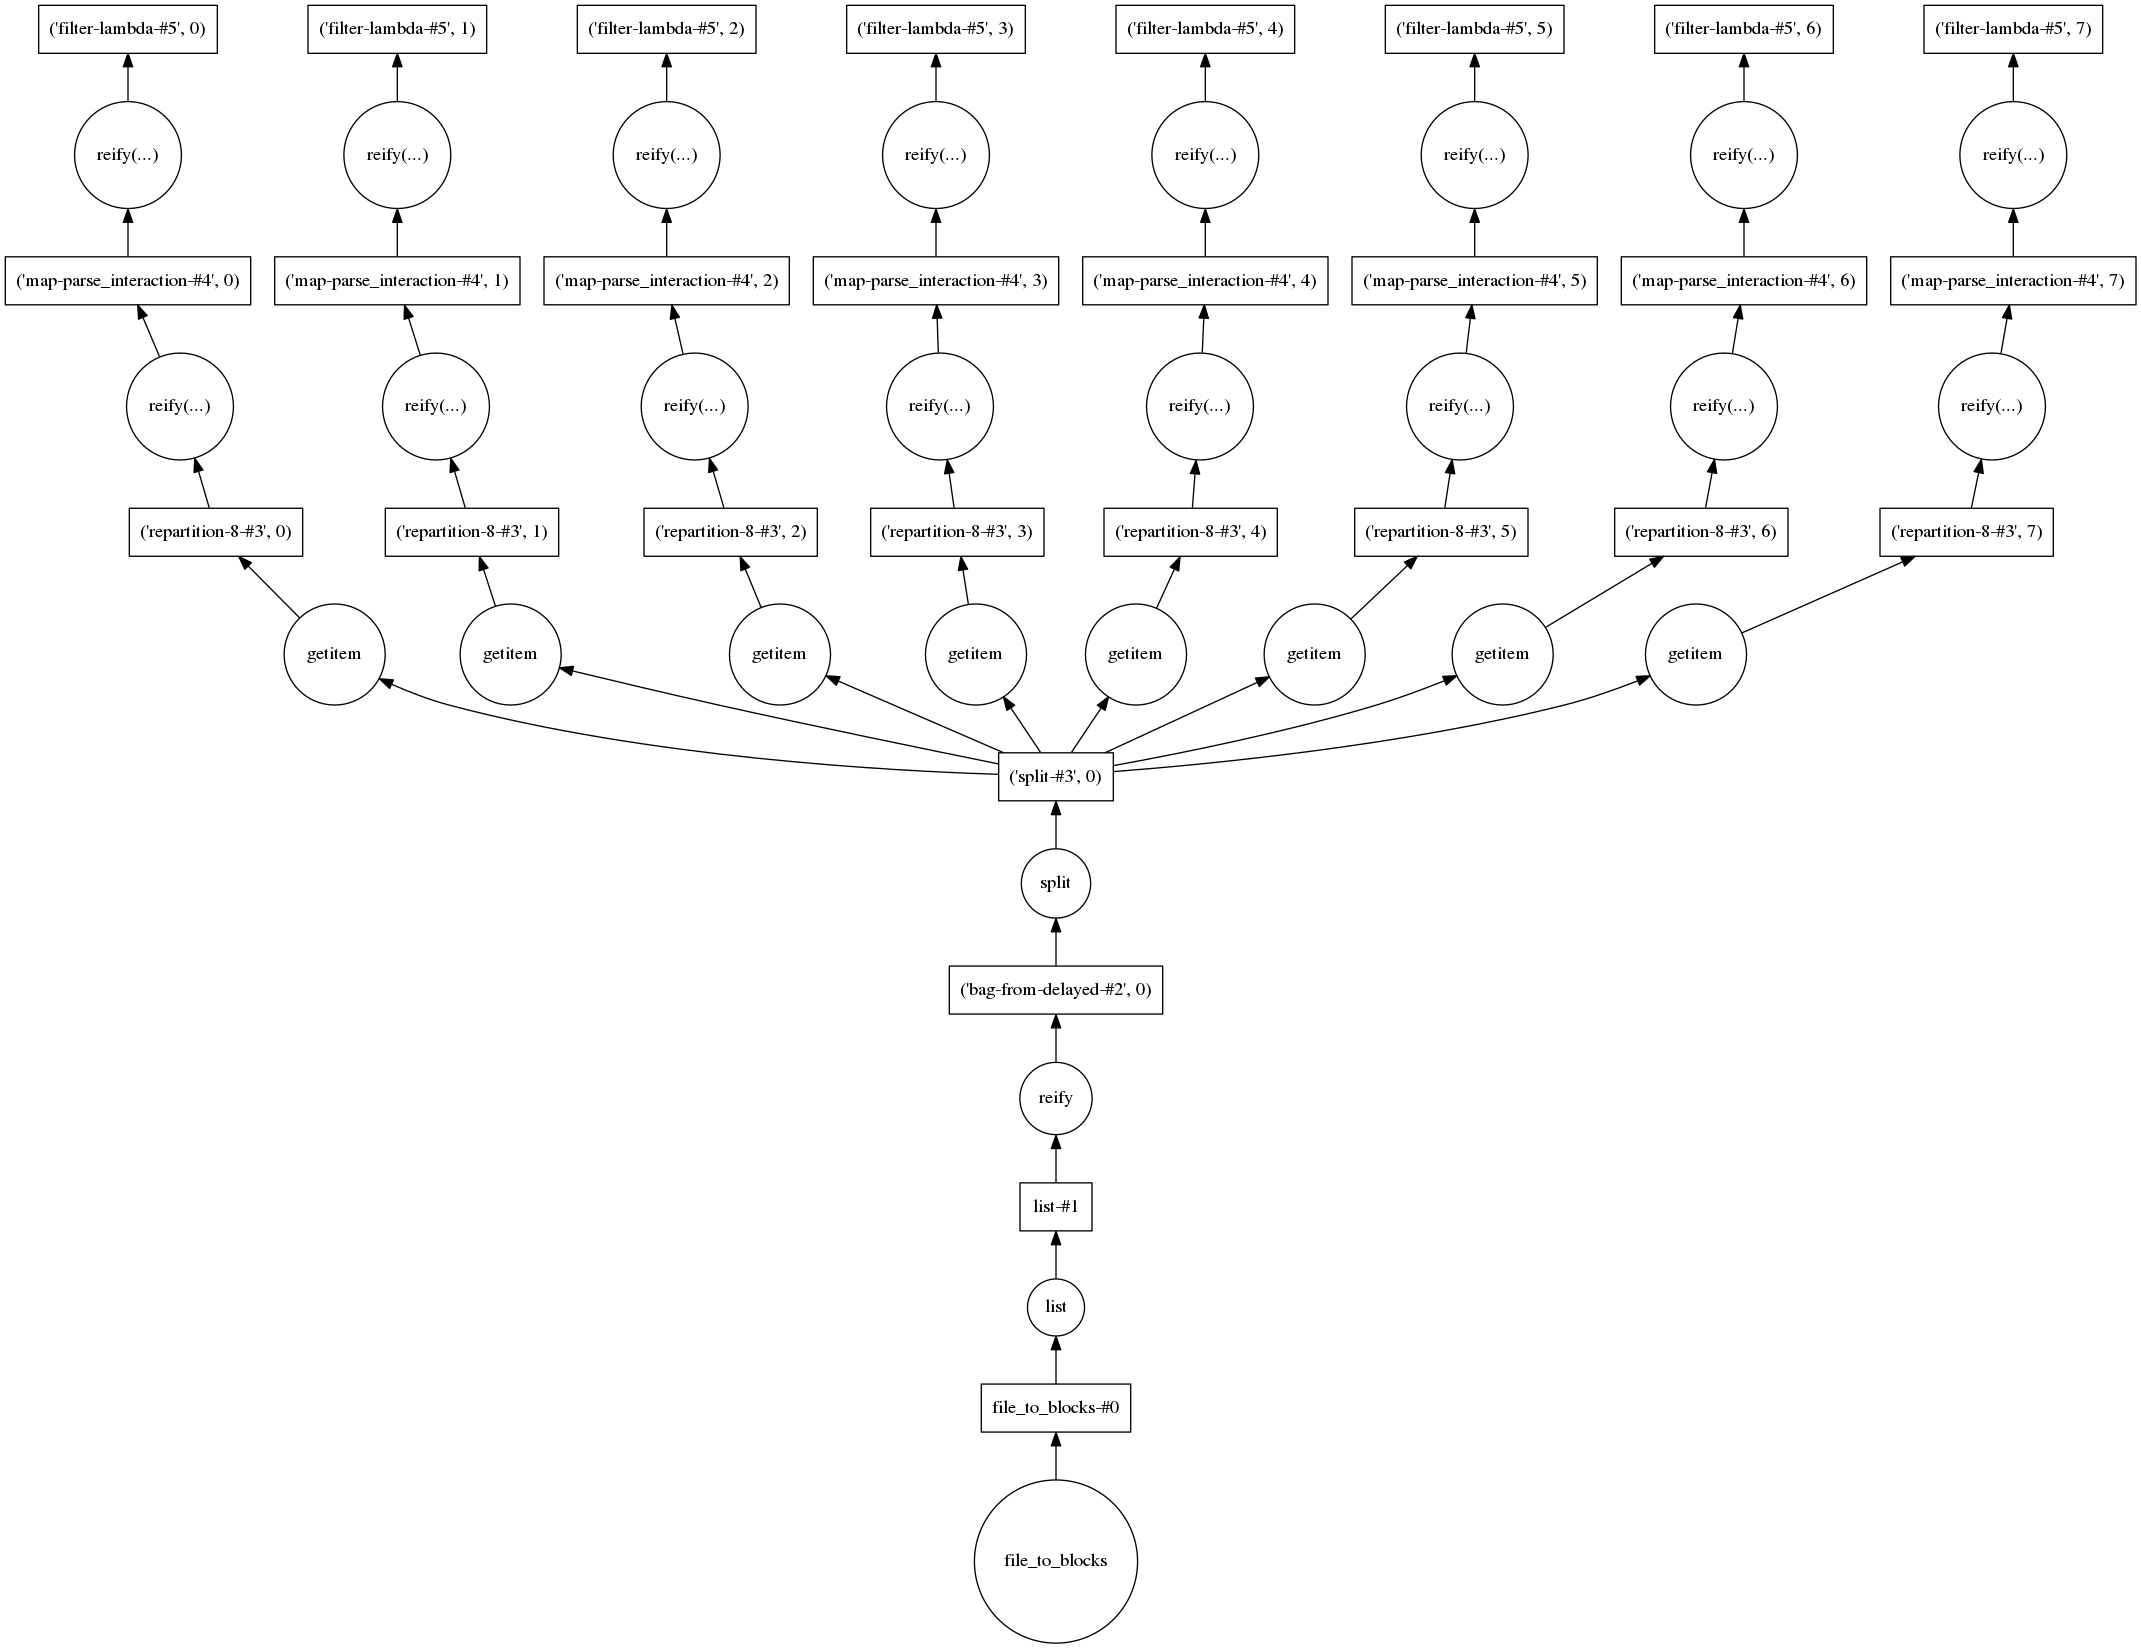 ('filter-lambda-#5', 0)
('filter-lambda-#5', 1)
('filter-lambda-#5', 2)
('filter-lambda-#5', 3)
('filter-lambda-#5', 4)
('filter-lambda-#5', 5)
('filter-lambda-#5', 6)
('filter-lambda-#5', 7)
reify(...)
reify(...)
reify(...)
reify(...)
reify(...)
reify(...)
reify(...)
reify(...)
('map-parse_interaction-#4', 0)
('map-parse_interaction-#4', 1)
('map-parse_interaction-#4', 2)
('map-parse_interaction-#4', 3)
('map-parse_interaction-#4', 4)
('map-parse_interaction-#4', 5)
('map-parse_interaction-#4', 6)
('map-parse_interaction-#4', 7)
reify(...)
reify(...)
reify(...)
reify(...)
reify(...)
reify(...)
reify(...)
reify(...)
('repartition-8-#3', 0)
('repartition-8-#3', 1)
('repartition-8-#3', 2)
('repartition-8-#3', 3)
('repartition-8-#3', 4)
('repartition-8-#3', 5)
('repartition-8-#3', 6)
('repartition-8-#3', 7)
getitem
getitem
getitem
getitem
getitem
getitem
getitem
getitem
('split-#3', 0)
split
('bag-from-delayed-#2', 0)
reify
list-#1
list
file_to_blocks-#0
file_to_blocks